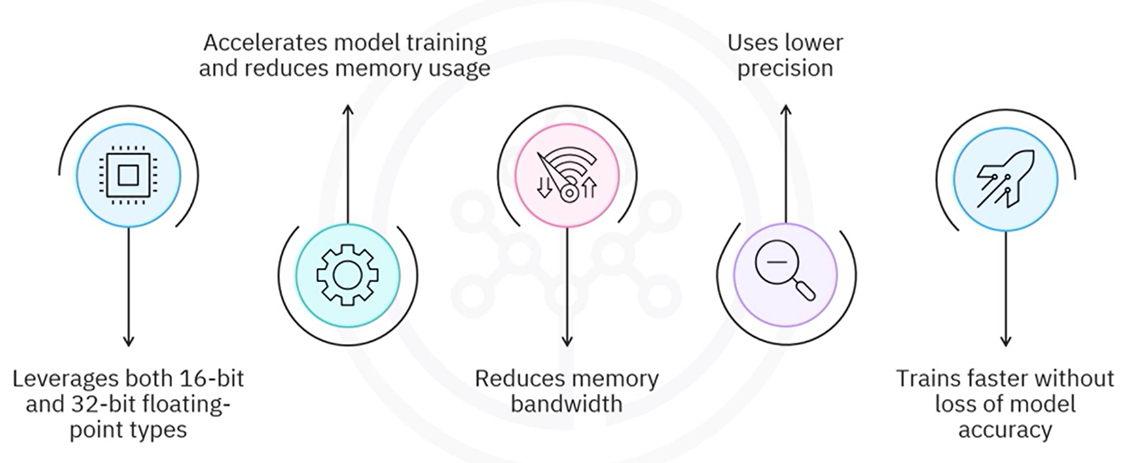 Accelerates model training
and reduces memory usage
Uses lower
precision
Leverages both 16-bit
and 32-bit floating-
point types
Reduces memory
bandwidth
Trains faster without
loss of model
accuracy